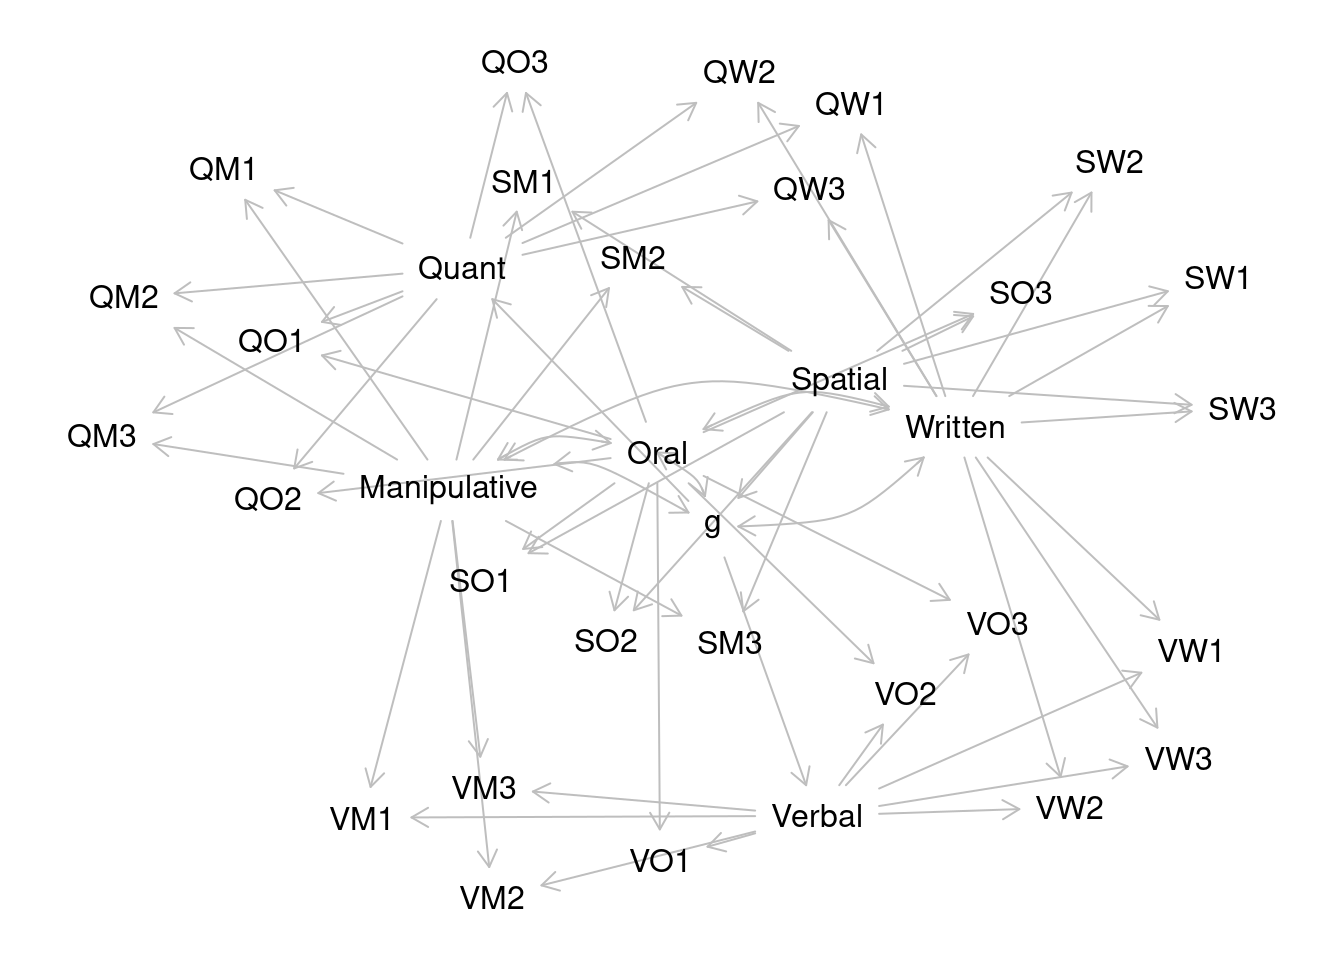 QO3
QW2
QW1
QM1
SM1
QW3
SW2
Quant
SM2
SO3
SW1
QM2
QO1
Spatial
SW3
QM3
Written
Oral
Manipulative
QO2
g
SO1
SO2
SM3
VO3
VW1
VO2
VM3
VW3
VM1
Verbal
VW2
VO1
VM2